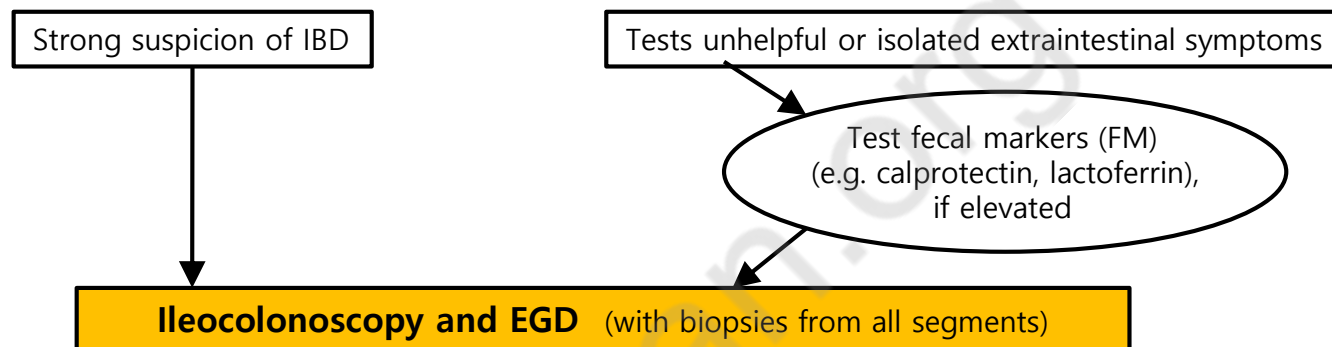 Strong suspicion of IBD
Tests unhelpful or isolated extraintestinal symptoms
Test fecal markers (FM)
(e.g. calprotectin, lactoferrin),
if elevated
Ileocolonoscopy and EGD (with biopsies from all segments)